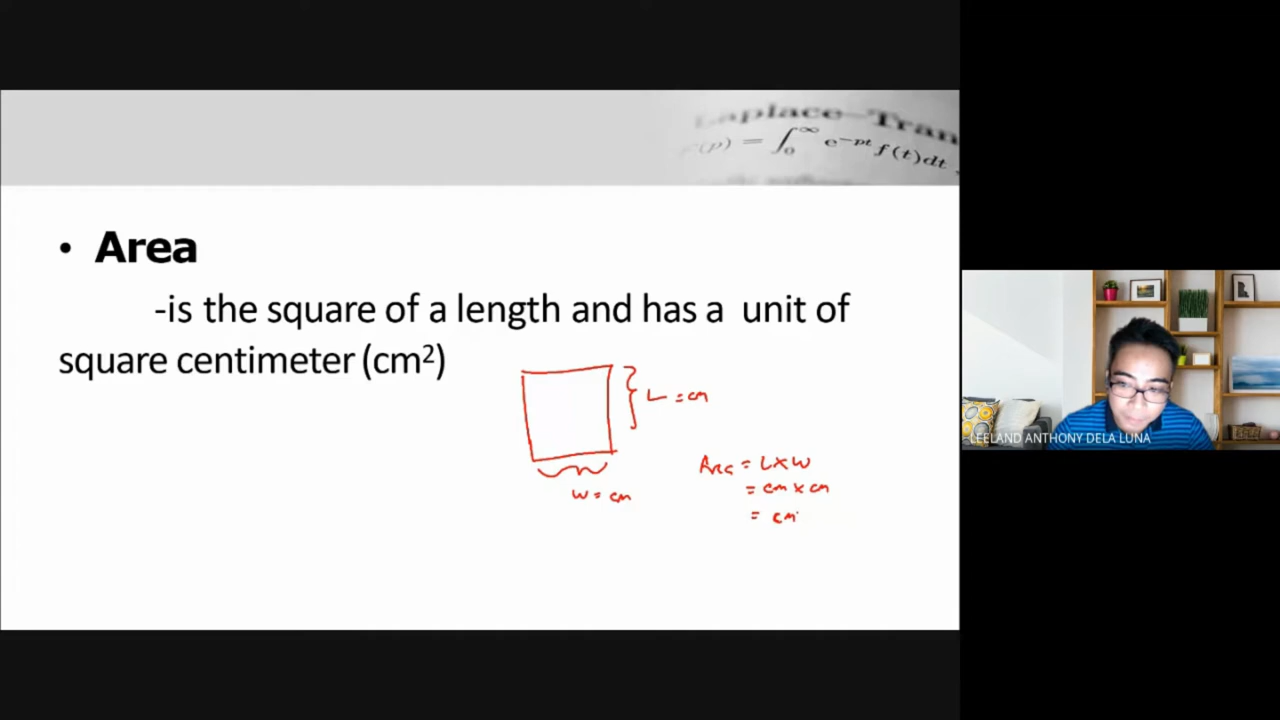 Laplace-Tran
(p) = ∫₀^∞ e^-pt f(t)dt
• Area
-is the square of a length and has a unit of
square centimeter (cm²)
L = cm
W = cm
Area = L x W
= cm x cm
= cm
LEELAND ANTHONY DELA LUNA